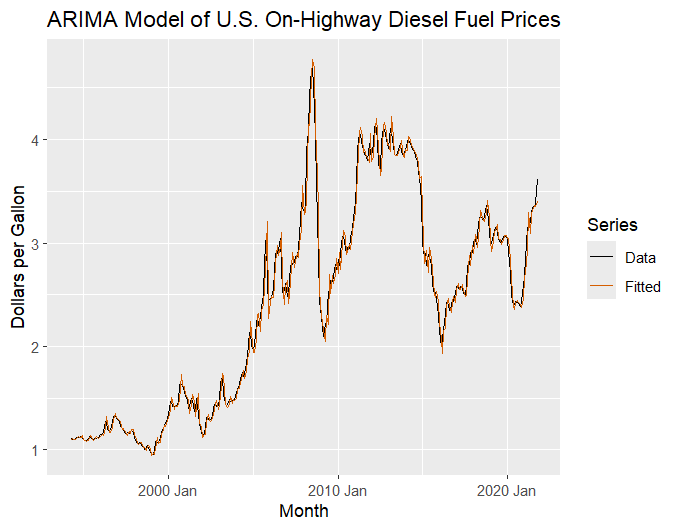 ARIMA Model of U.S. On-Highway Diesel Fuel Prices
Dollars per Gallon
4
3
2
1
2000 Jan
2010 Jan
2020 Jan
Month
Series
Data
Fitted